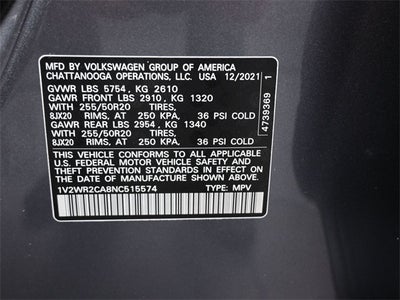 MFD BY VOLKSWAGEN GROUP OF AMERICA
CHATTANOOGA OPERATIONS, LLC. USA 12/2021
GVWR LBS 5754 , KG 2610
GAWR FRONT LBS 2910, KG 1320
WITH 255/50R20 TIRES,
8JX20 RIMS, AT 250 KPA, 36 PSI COLD
GAWR REAR LBS 2954 , KG 1340
WITH 255/50R20 TIRES,
8JX20 RIMS, AT 250 KPA, 36 PSI COLD
THIS VEHICLE CONFORMS TO ALL APPLICABLE
U.S. FEDERAL MOTOR VEHICLE SAFETY AND
THEFT PREVENTION STANDARDS IN EFFECT
ON THE DATE OF MANUFACTURE SHOWN ABOVE.
1V2WR2CA8NC515574 TYPE: MPV
4739369 1